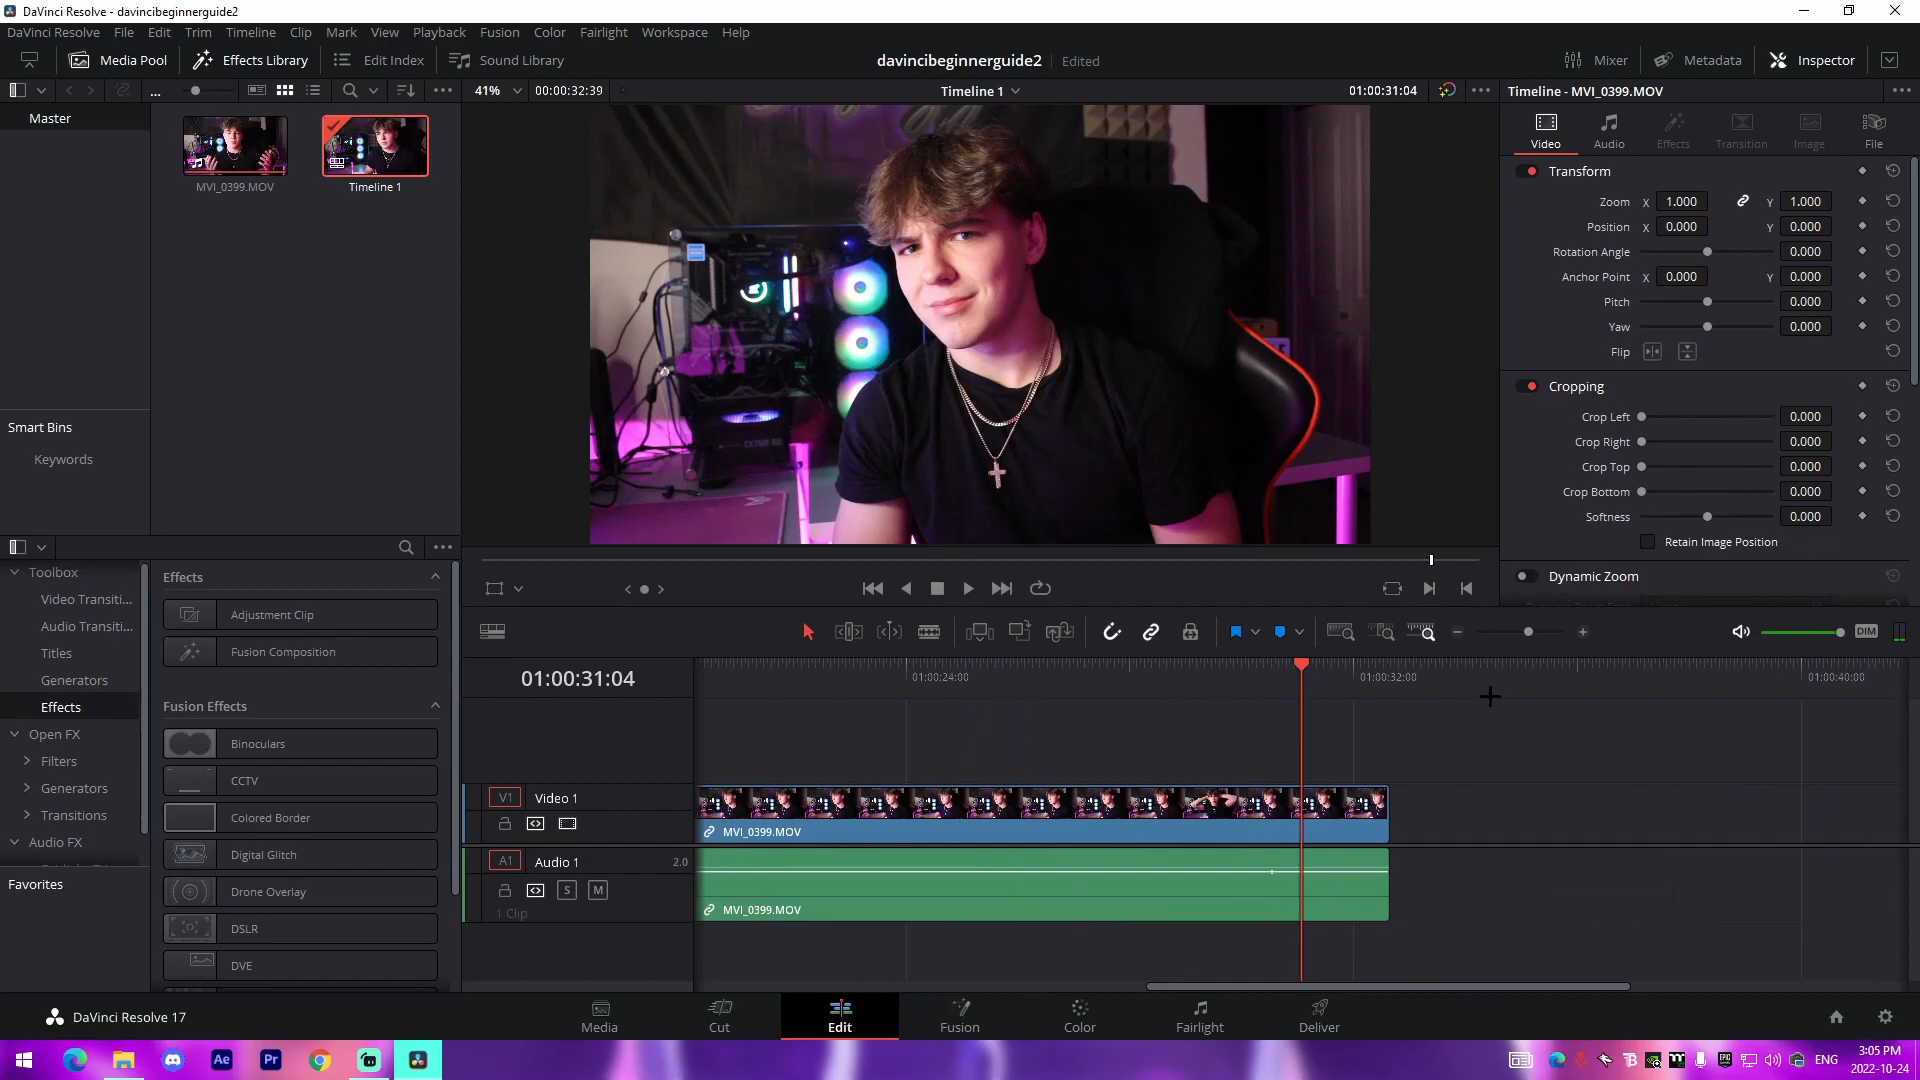 DaVinci Resolve - davincibeginnerguide2
DaVinci Resolve File Edit Trim Timeline Clip Mark View Playback Fusion Color Fairlight Workspace Help
Media Pool Effects Library Edit Index Sound Library davincibeginnerguide2 Edited Mixer Metadata Inspector
... 41% 00:00:32:39 Timeline 1 01:00:31:04 Timeline - MVI_0399.MOV
Master
MVI_0399.MOV Timeline 1
Smart Bins
Keywords
Video Audio Effects Transition Image File
Transform
Zoom X 1.000 Y 1.000
Position X 0.000 Y 0.000
Rotation Angle 0.000
Anchor Point X 0.000 Y 0.000
Pitch 0.000
Yaw 0.000
Flip
Cropping
Crop Left 0.000
Crop Right 0.000
Crop Top 0.000
Crop Bottom 0.000
Softness 0.000
Retain Image Position
Dynamic Zoom
Toolbox
Video Transiti...
Audio Transiti...
Titles
Generators
Effects
Open FX
Filters
Generators
Transitions
Audio FX
Favorites
Effects
Adjustment Clip
Fusion Composition
Fusion Effects
Binoculars
CCTV
Colored Border
Digital Glitch
Drone Overlay
DSLR
DVE
DIM
01:00:31:04 01:00:24:00 01:00:32:00 01:00:40:00
V1 Video 1
MVI_0399.MOV
A1 Audio 1 2.0
S M
1 Clip
MVI_0399.MOV
DaVinci Resolve 17
Media Cut Edit Fusion Color Fairlight Deliver
Ae Pr
ENG
3:05 PM
2022-10-24